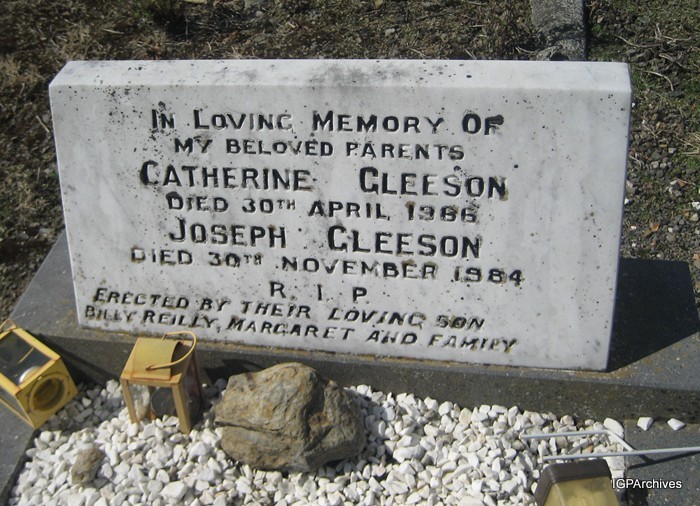 IN LOVING MEMORY OF
MY BELOVED PARENTS
CATHERINE GLEESON
DIED 30TH APRIL 1966
JOSEPH GLEESON
DIED 30TH NOVEMBER 1984
R. I. P.
ERECTED BY THEIR LOVING SON
BILLY REILLY, MARGARET AND FAMILY
IGPArchives